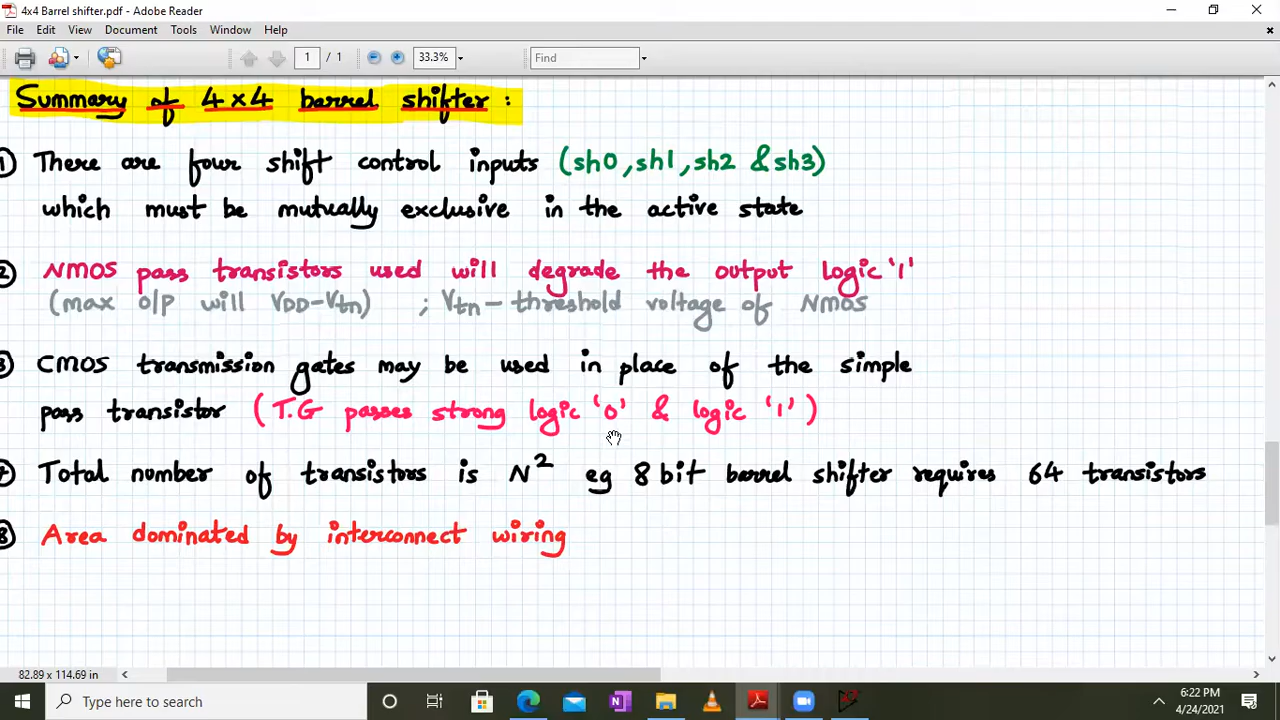 4x4 Barrel shifter.pdf - Adobe Reader
File Edit View Document Tools Window Help
1 / 1 33.3% Find
Summary of 4x4 barrel shifter :
1 There are four shift control inputs (sh0,sh1,sh2 & sh3)
which must be mutually exclusive in the active state
2 NMOS pass transistors used will degrade the output logic '1'
(max o/p will VDD-Vtn) ; Vtn - threshold voltage of Nmos
3 CMOS transmission gates may be used in place of the simple
pass transistor (T.G passes strong logic '0' & logic '1')
Total number of transistors is N² eg 8 bit barrel shifter requires 64 transistors
8 Area dominated by interconnect wiring
82.89 x 114.69 in
Type here to search
6:22 PM
4/24/2021